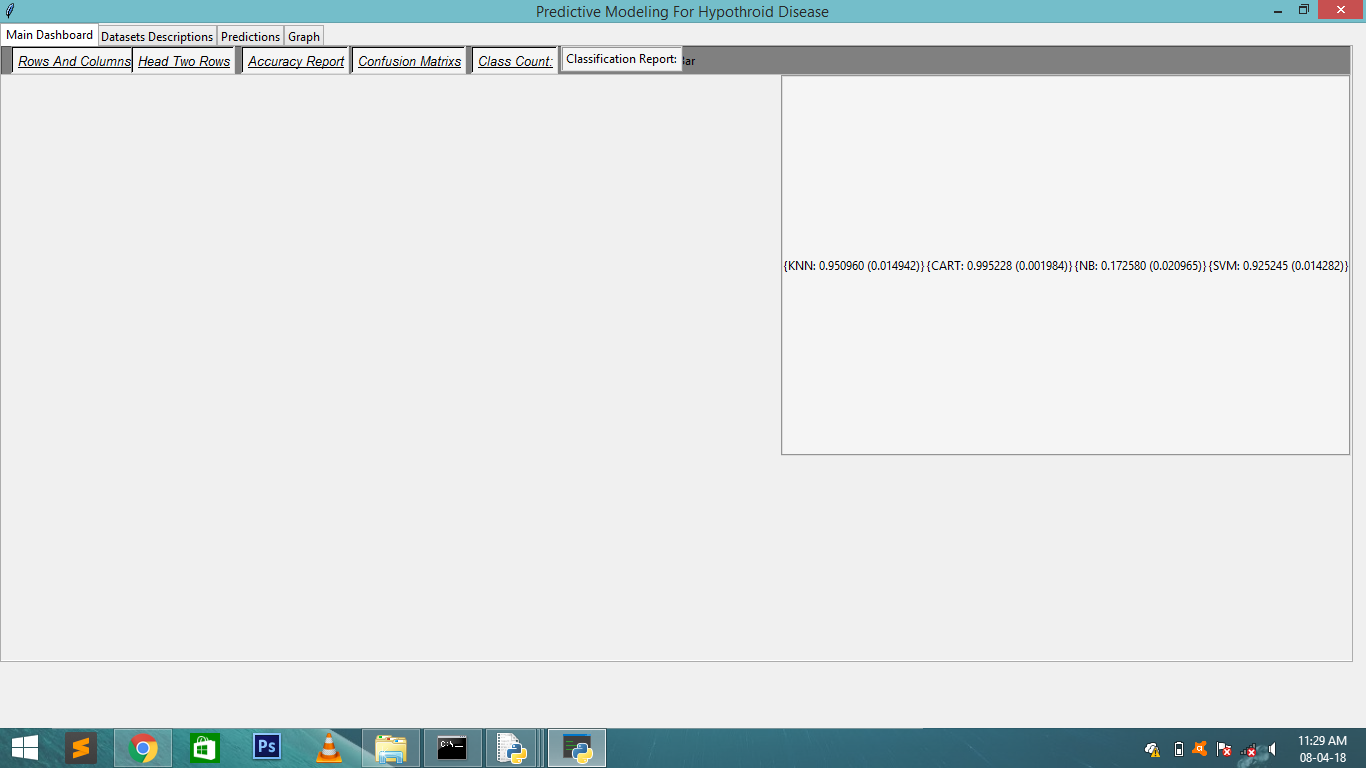 Predictive Modeling For Hypothroid Disease
Main Dashboard Datasets Descriptions Predictions Graph
Rows And Columns Head Two Rows Accuracy Report Confusion Matrixs Class Count: Classification Report:
{KNN: 0.950960 (0.014942)} {CART: 0.995228 (0.001984)} {NB: 0.172580 (0.020965)} {SVM: 0.925245 (0.014282)}
Ps
C:\_
11:29 AM
08-04-18